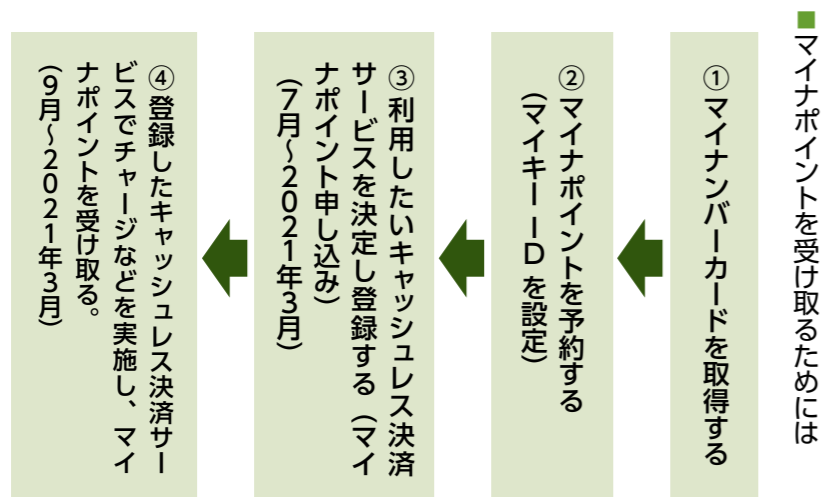 ■マイナポイントを受け取るためには
①マイナンバーカードを取得する
②マイナポイントを予約する
（マイキーＩＤを設定）
③利用したいキャッシュレス決済
サービスを決定し登録する（マイ
ナポイント申し込み）
（7月～2021年3月）
④登録したキャッシュレス決済サー
ビスでチャージなどを実施し、マイ
ナポイントを受け取る。
（9月～2021年3月）